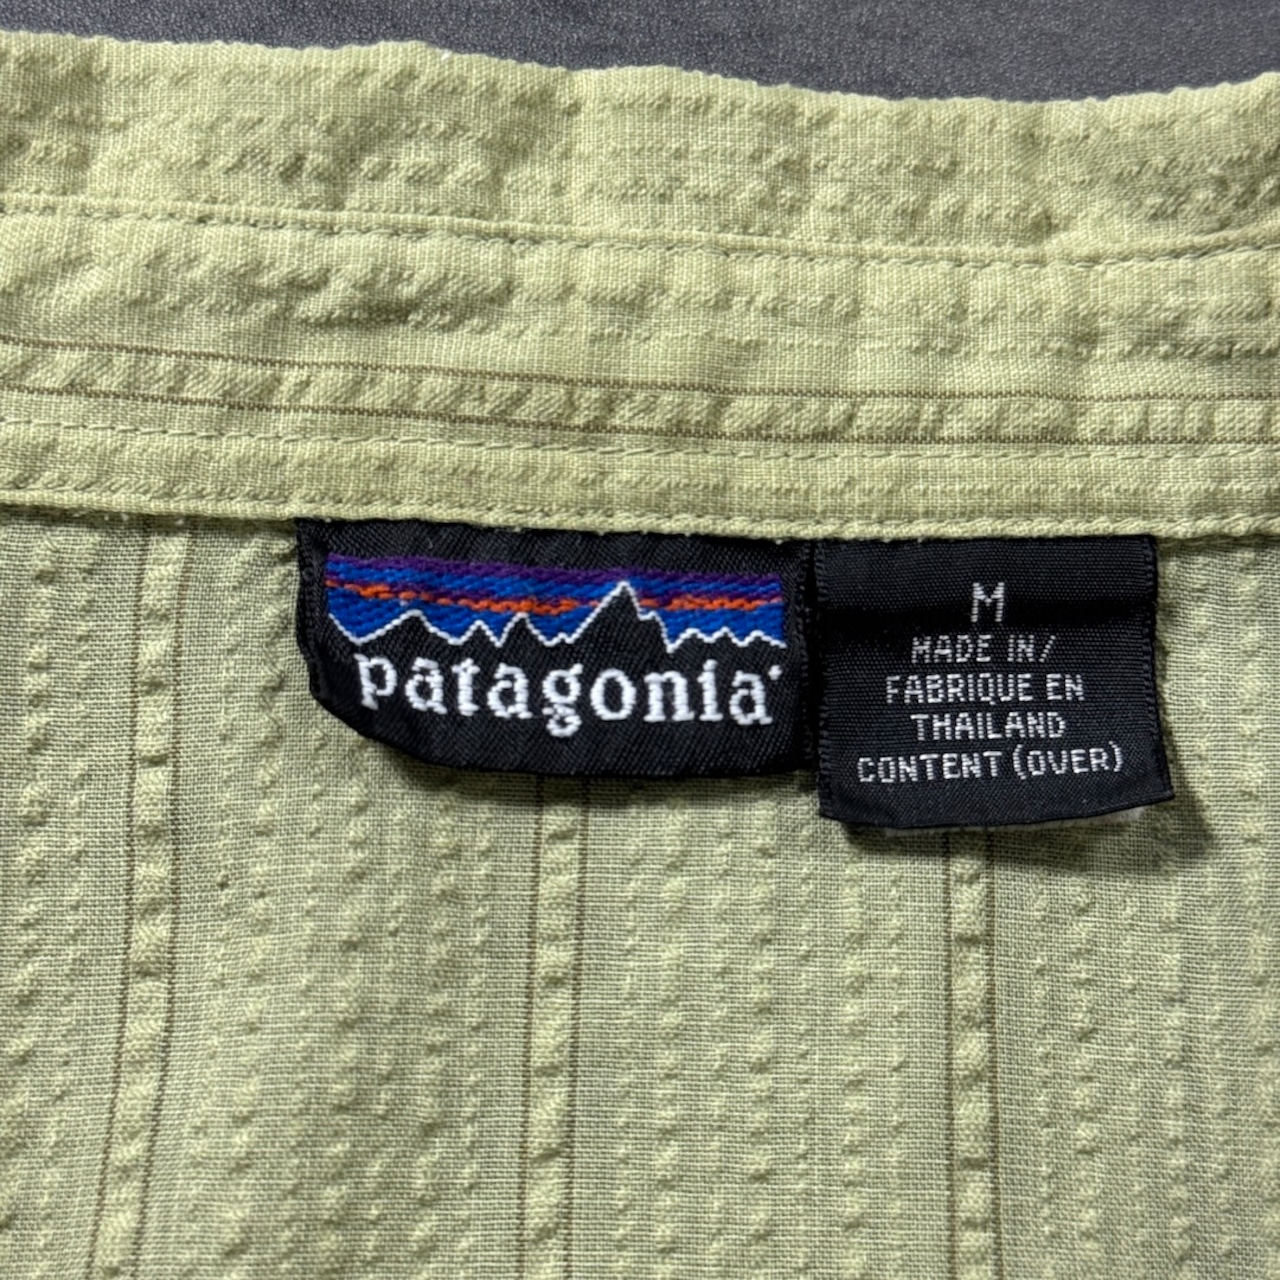 patagonia
M
MADE IN/
FABRIQUE EN
THAILAND
CONTENT (OVER)